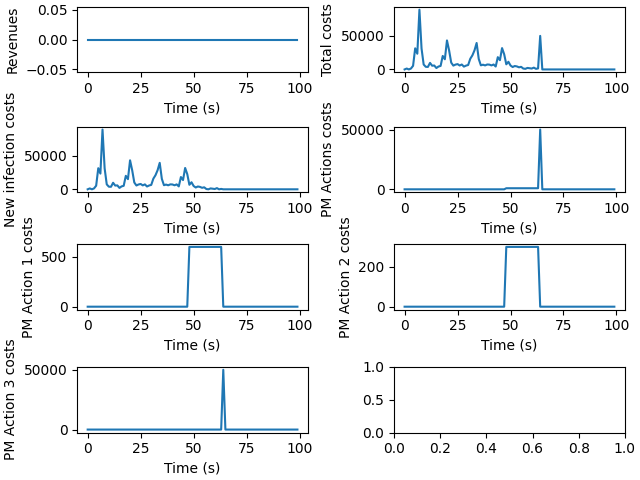 Revenues
0.05
0.00
−0.05
0 25 50 75 100
Time (s)
Total costs
50000
0
0 25 50 75 100
Time (s)
New infection costs
50000
0
0 25 50 75 100
Time (s)
PM Actions costs
50000
0
0 25 50 75 100
Time (s)
PM Action 1 costs
500
0
0 25 50 75 100
Time (s)
PM Action 2 costs
200
0
0 25 50 75 100
Time (s)
PM Action 3 costs
50000
0
0 25 50 75 100
Time (s)
1.0
0.5
0.0
0.0 0.2 0.4 0.6 0.8 1.0